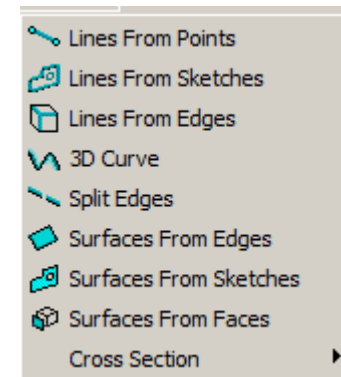 Lines From Points
Lines From Sketches
Lines From Edges
3D Curve
Split Edges
Surfaces From Edges
Surfaces From Sketches
Surfaces From Faces
Cross Section